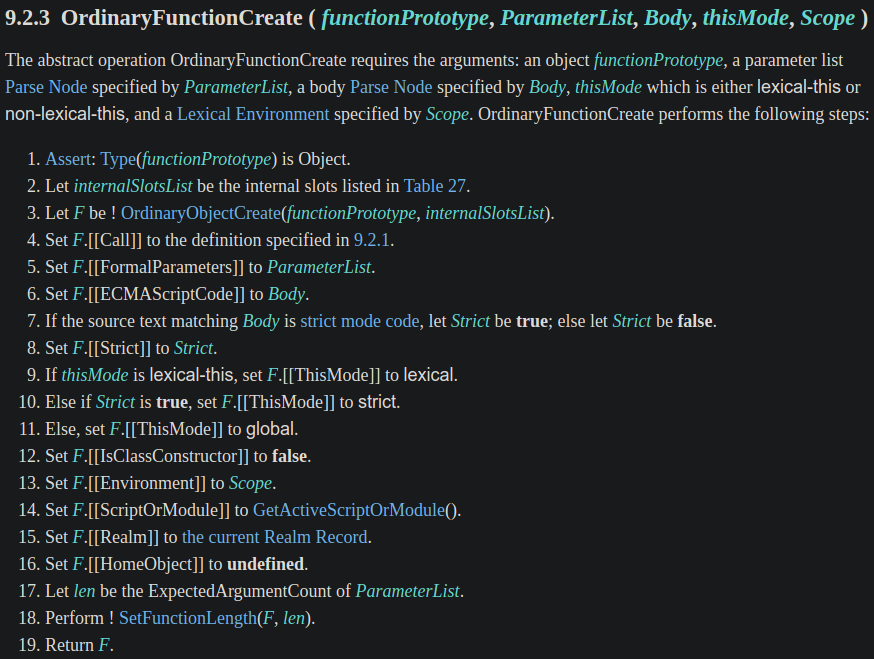 9.2.3 OrdinaryFunctionCreate ( functionPrototype, ParameterList, Body, thisMode, Scope )
The abstract operation OrdinaryFunctionCreate requires the arguments: an object functionPrototype, a parameter list
Parse Node specified by ParameterList, a body Parse Node specified by Body, thisMode which is either lexical-this or
non-lexical-this, and a Lexical Environment specified by Scope. OrdinaryFunctionCreate performs the following steps:
1. Assert: Type(functionPrototype) is Object.
2. Let internalSlotsList be the internal slots listed in Table 27.
3. Let F be ! OrdinaryObjectCreate(functionPrototype, internalSlotsList).
4. Set F.[[Call]] to the definition specified in 9.2.1.
5. Set F.[[FormalParameters]] to ParameterList.
6. Set F.[[ECMAScriptCode]] to Body.
7. If the source text matching Body is strict mode code, let Strict be true; else let Strict be false.
8. Set F.[[Strict]] to Strict.
9. If thisMode is lexical-this, set F.[[ThisMode]] to lexical.
10. Else if Strict is true, set F.[[ThisMode]] to strict.
11. Else, set F.[[ThisMode]] to global.
12. Set F.[[IsClassConstructor]] to false.
13. Set F.[[Environment]] to Scope.
14. Set F.[[ScriptOrModule]] to GetActiveScriptOrModule().
15. Set F.[[Realm]] to the current Realm Record.
16. Set F.[[HomeObject]] to undefined.
17. Let len be the ExpectedArgumentCount of ParameterList.
18. Perform ! SetFunctionLength(F, len).
19. Return F.